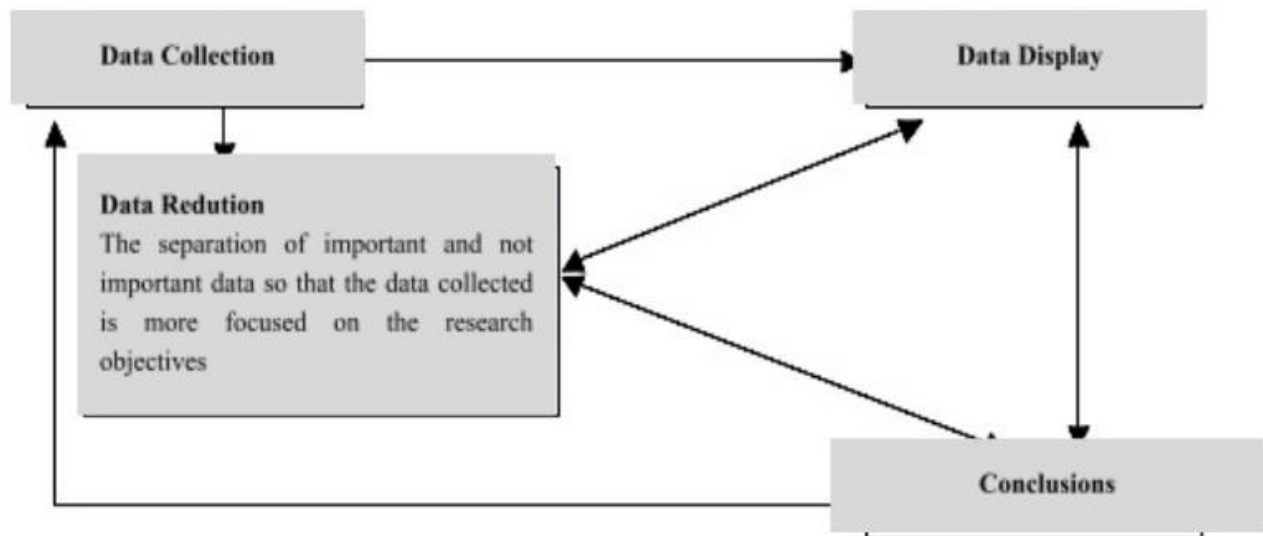 Data Collection
Data Display
Data Redution
The separation of important and not
important data so that the data collected
is more focused on the research
objectives
Conclusions